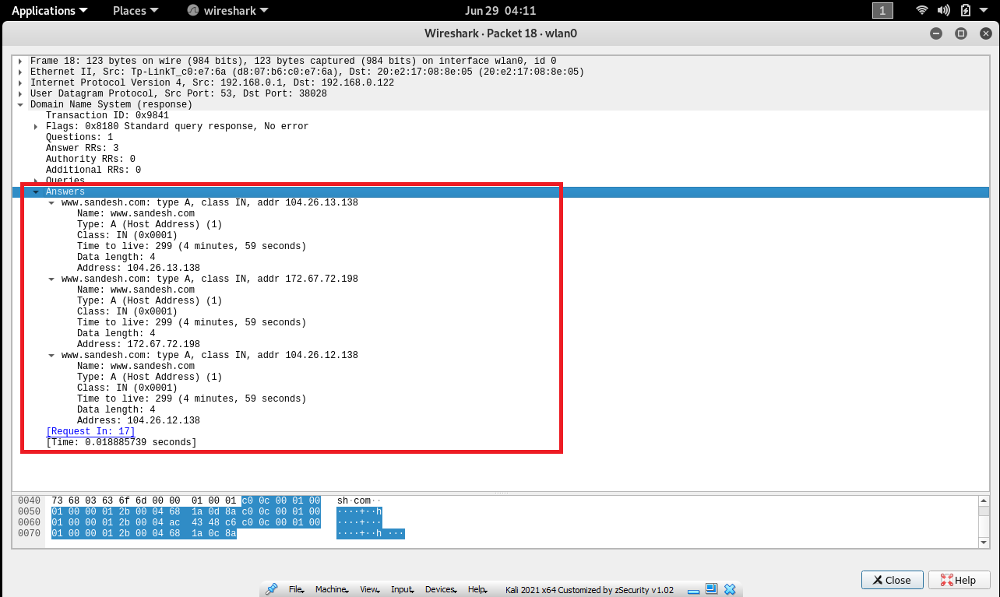 Applications Places wireshark Jun 29 04:11 1
Wireshark · Packet 18 · wlan0
Frame 18: 123 bytes on wire (984 bits), 123 bytes captured (984 bits) on interface wlan0, id 0
Ethernet II, Src: Tp-LinkT_c0:e7:6a (d8:07:b6:c0:e7:6a), Dst: 20:e2:17:08:8e:05 (20:e2:17:08:8e:05)
Internet Protocol Version 4, Src: 192.168.0.1, Dst: 192.168.0.122
User Datagram Protocol, Src Port: 53, Dst Port: 38028
Domain Name System (response)
Transaction ID: 0x9841
Flags: 0x8180 Standard query response, No error
Questions: 1
Answer RRs: 3
Authority RRs: 0
Additional RRs: 0
Queries
Answers
www.sandesh.com: type A, class IN, addr 104.26.13.138
Name: www.sandesh.com
Type: A (Host Address) (1)
Class: IN (0x0001)
Time to live: 299 (4 minutes, 59 seconds)
Data length: 4
Address: 104.26.13.138
www.sandesh.com: type A, class IN, addr 172.67.72.198
Name: www.sandesh.com
Type: A (Host Address) (1)
Class: IN (0x0001)
Time to live: 299 (4 minutes, 59 seconds)
Data length: 4
Address: 172.67.72.198
www.sandesh.com: type A, class IN, addr 104.26.12.138
Name: www.sandesh.com
Type: A (Host Address) (1)
Class: IN (0x0001)
Time to live: 299 (4 minutes, 59 seconds)
Data length: 4
Address: 104.26.12.138
[Request In: 17]
[Time: 0.018885739 seconds]
0040 73 68 03 63 6f 6d 00 00 01 00 01 c0 0c 00 01 00 sh·com··
0050 01 00 00 01 2b 00 04 68 1a 0d 8a c0 0c 00 01 00 ····+··h
0060 01 00 00 01 2b 00 04 ac 43 48 c6 c0 0c 00 01 00 ····+···
0070 01 00 00 01 2b 00 04 68 1a 0c 8a ····+··h ···
Close Help
File Machine View Input Devices Help Kali 2021 x64 Customized by zSecurity v1.02